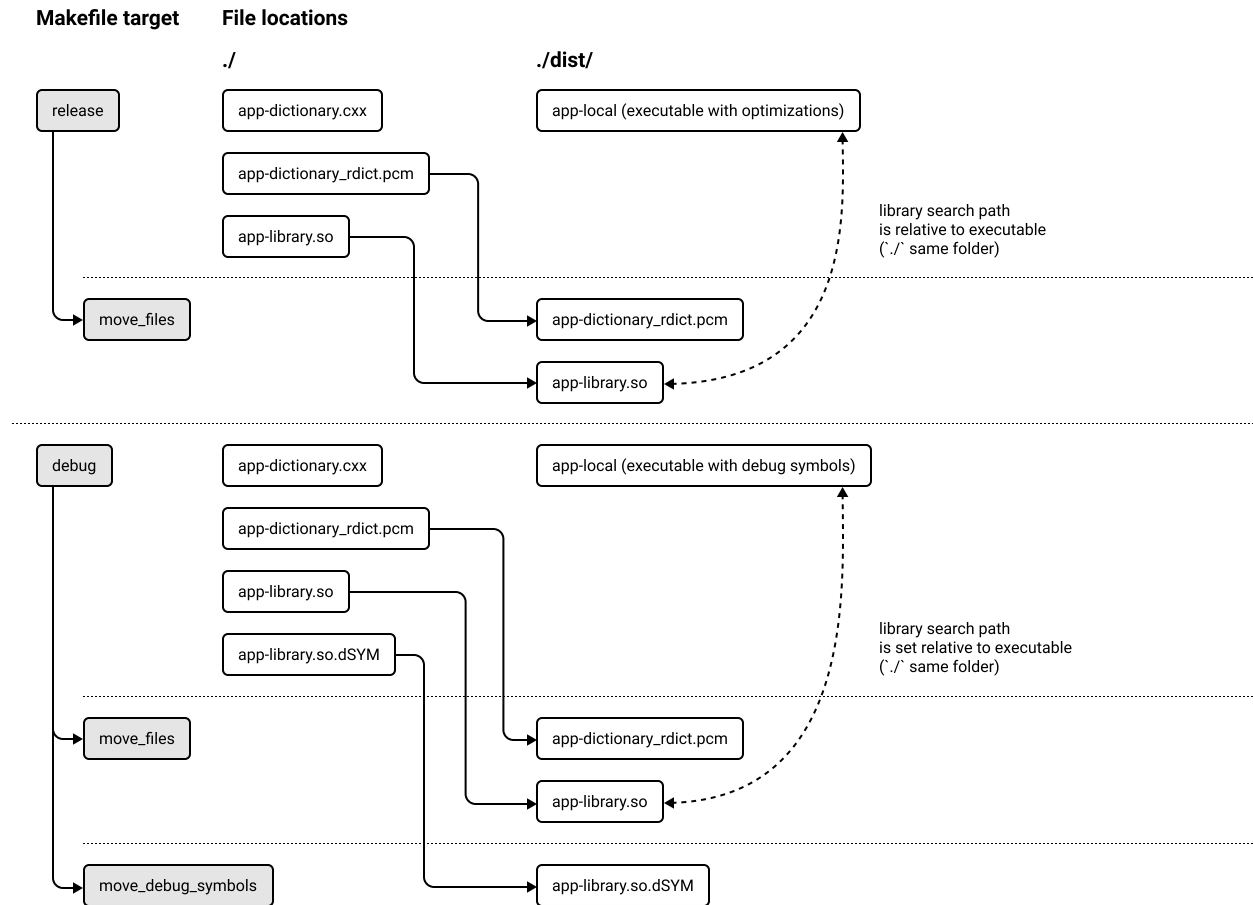 Makefile target
File locations
./
./dist/
release
app-dictionary.cxx
app-local (executable with optimizations)
app-dictionary_rdict.pcm
app-library.so
library search path
is relative to executable
(`./` same folder)
move_files
app-dictionary_rdict.pcm
app-library.so
debug
app-dictionary.cxx
app-local (executable with debug symbols)
app-dictionary_rdict.pcm
app-library.so
app-library.so.dSYM
library search path
is set relative to executable
(`./` same folder)
move_files
app-dictionary_rdict.pcm
app-library.so
move_debug_symbols
app-library.so.dSYM